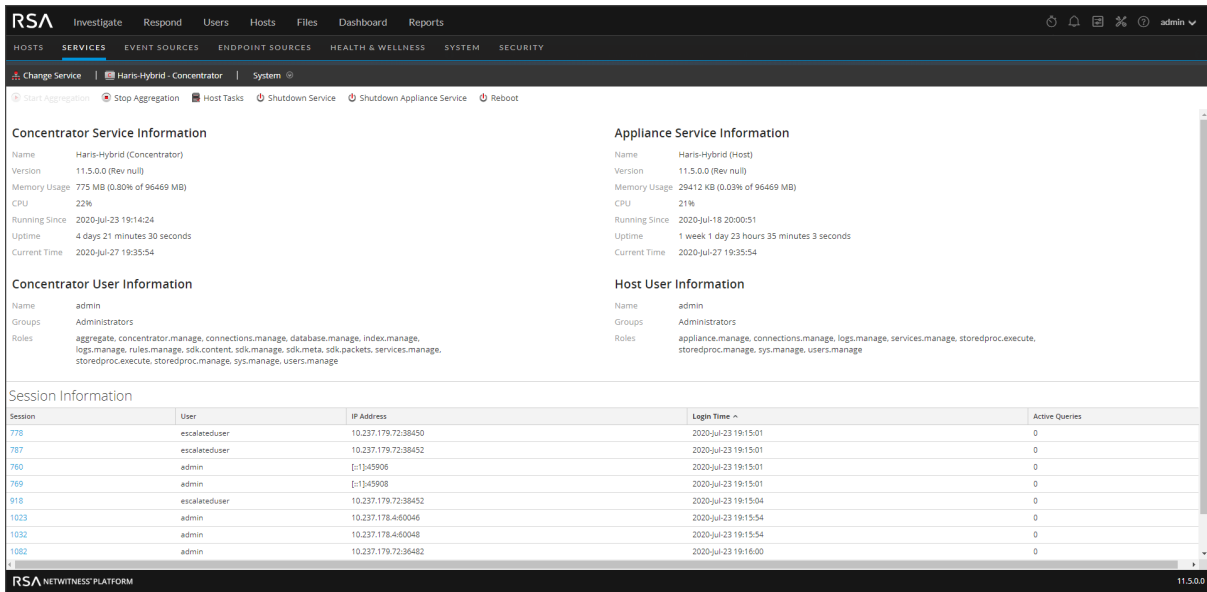 RSA Investigate Respond Users Hosts Files Dashboard Reports admin
HOSTS SERVICES EVENT SOURCES ENDPOINT SOURCES HEALTH & WELLNESS SYSTEM SECURITY
Change Service | Haris-Hybrid - Concentrator | System
Start Aggregation Stop Aggregation Host Tasks Shutdown Service Shutdown Appliance Service Reboot
Concentrator Service Information
Name Haris-Hybrid (Concentrator)
Version 11.5.0.0 (Rev null)
Memory Usage 775 MB (0.80% of 96469 MB)
CPU 22%
Running Since 2020-Jul-23 19:14:24
Uptime 4 days 21 minutes 30 seconds
Current Time 2020-Jul-27 19:35:54
Appliance Service Information
Name Haris-Hybrid (Host)
Version 11.5.0.0 (Rev null)
Memory Usage 29412 KB (0.03% of 96469 MB)
CPU 21%
Running Since 2020-Jul-18 20:00:51
Uptime 1 week 1 day 23 hours 35 minutes 3 seconds
Current Time 2020-Jul-27 19:35:54
Concentrator User Information
Name admin
Groups Administrators
Roles aggregate, concentrator.manage, connections.manage, database.manage, index.manage,
logs.manage, rules.manage, sdk.content, sdk.manage, sdk.meta, sdk.packets, services.manage,
storedproc.execute, storedproc.manage, sys.manage, users.manage
Host User Information
Name admin
Groups Administrators
Roles appliance.manage, connections.manage, logs.manage, services.manage, storedproc.execute,
storedproc.manage, sys.manage, users.manage
Session Information
Session User IP Address Login Time Active Queries
778 escalateduser 10.237.179.72:38450 2020-Jul-23 19:15:01 0
787 escalateduser 10.237.179.72:38452 2020-Jul-23 19:15:01 0
760 admin [::1]:45906 2020-Jul-23 19:15:01 0
769 admin [::1]:45908 2020-Jul-23 19:15:01 0
918 escalateduser 10.237.179.72:38452 2020-Jul-23 19:15:04 0
1023 admin 10.237.178.4:60046 2020-Jul-23 19:15:54 0
1032 admin 10.237.178.4:60048 2020-Jul-23 19:15:54 0
1082 admin 10.237.179.72:36482 2020-Jul-23 19:16:00 0
RSA NETWITNESS® PLATFORM 11.5.0.0